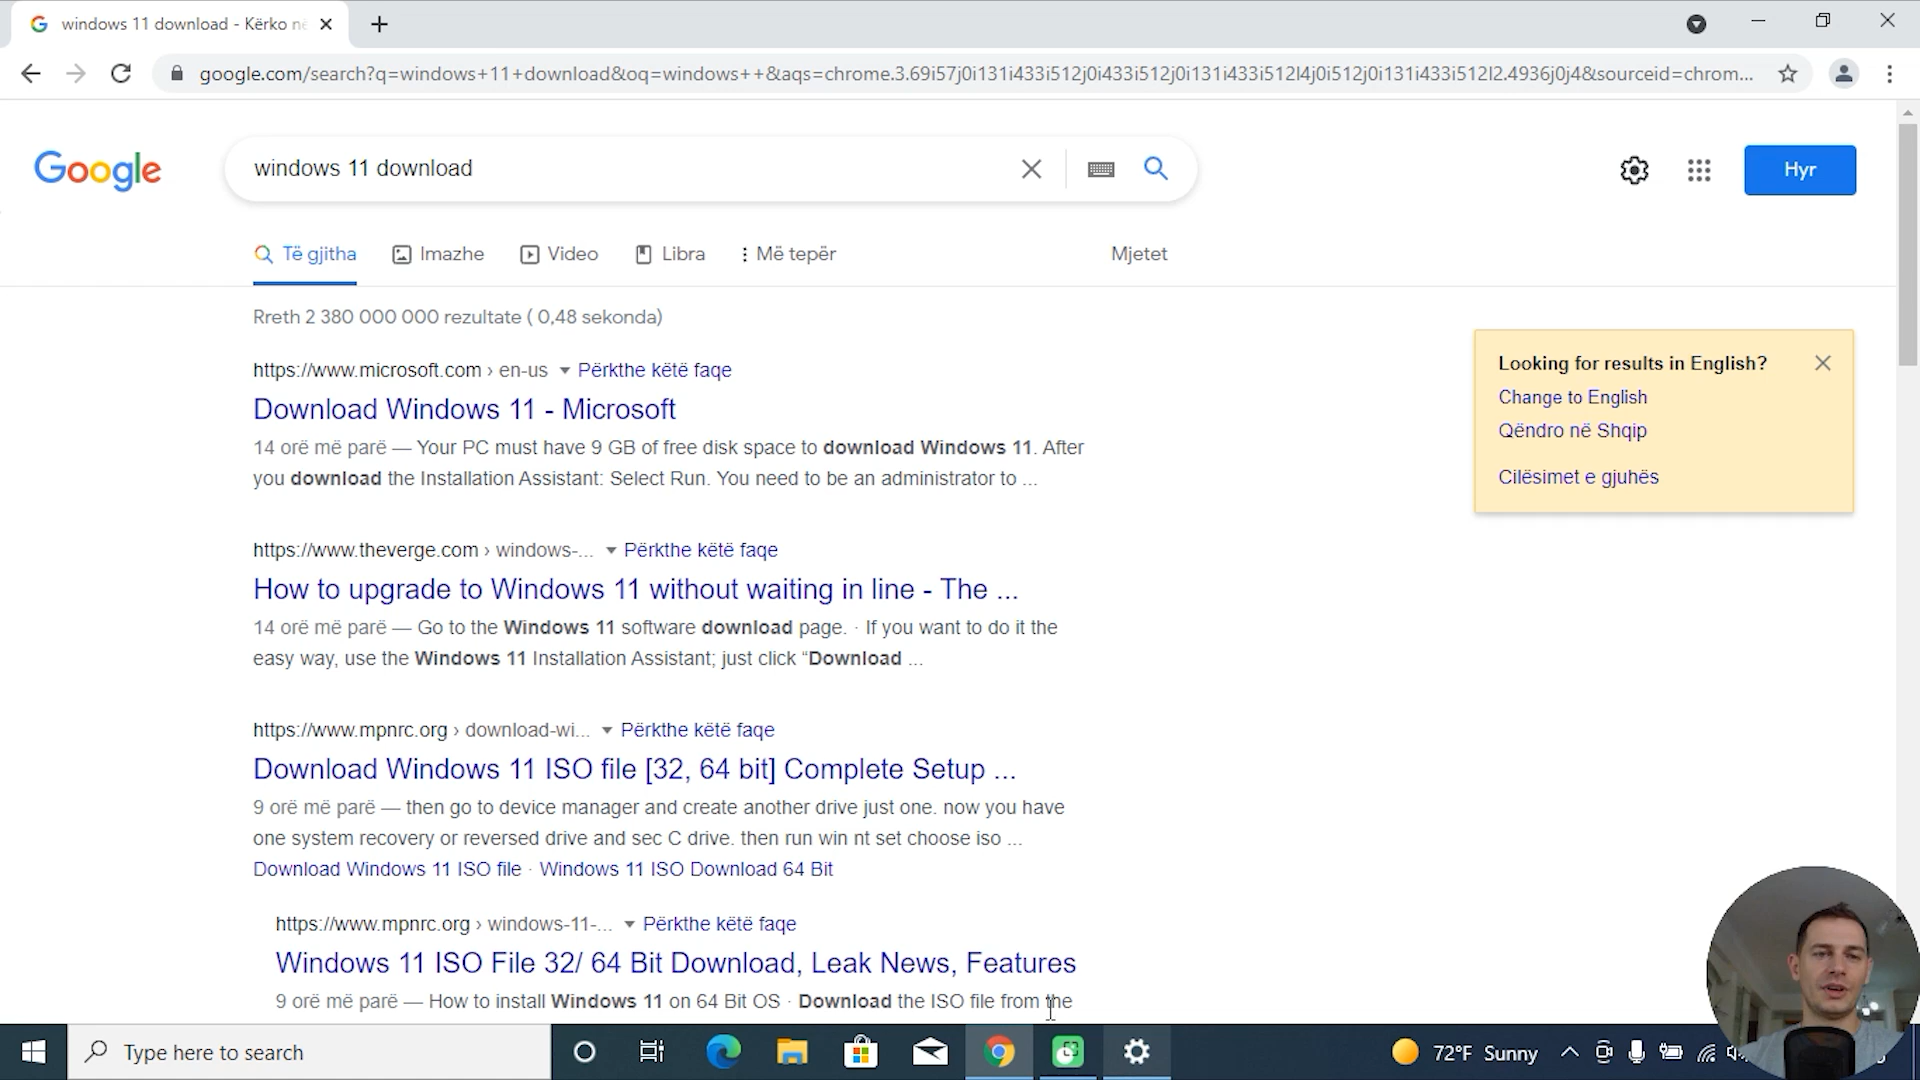 windows 11 download - Kërko në
google.com/search?q=windows+11+download&oq=windows++&aqs=chrome.3.69i57j0i131i433i512j0i433i512j0i131i433i512l4j0i512j0i131i433i512l2.4936j0j4&sourceid=chrom...
Google
windows 11 download
Hyr
Të gjitha
Imazhe
Video
Libra
Më tepër
Mjetet
Rreth 2 380 000 000 rezultate ( 0,48 sekonda)
https://www.microsoft.com › en-us Përkthe këtë faqe
Download Windows 11 - Microsoft
14 orë më parë — Your PC must have 9 GB of free disk space to download Windows 11. After
you download the Installation Assistant: Select Run. You need to be an administrator to ...
https://www.theverge.com › windows-... Përkthe këtë faqe
How to upgrade to Windows 11 without waiting in line - The ...
14 orë më parë — Go to the Windows 11 software download page. · If you want to do it the
easy way, use the Windows 11 Installation Assistant; just click “Download ...
https://www.mpnrc.org › download-wi... Përkthe këtë faqe
Download Windows 11 ISO file [32, 64 bit] Complete Setup ...
9 orë më parë — then go to device manager and create another drive just one. now you have
one system recovery or reversed drive and sec C drive. then run win nt set choose iso ...
Download Windows 11 ISO file · Windows 11 ISO Download 64 Bit
https://www.mpnrc.org › windows-11-... Përkthe këtë faqe
Windows 11 ISO File 32/ 64 Bit Download, Leak News, Features
9 orë më parë — How to install Windows 11 on 64 Bit OS · Download the ISO file from the
Looking for results in English?
Change to English
Qëndro në Shqip
Cilësimet e gjuhës
Type here to search
72°F Sunny